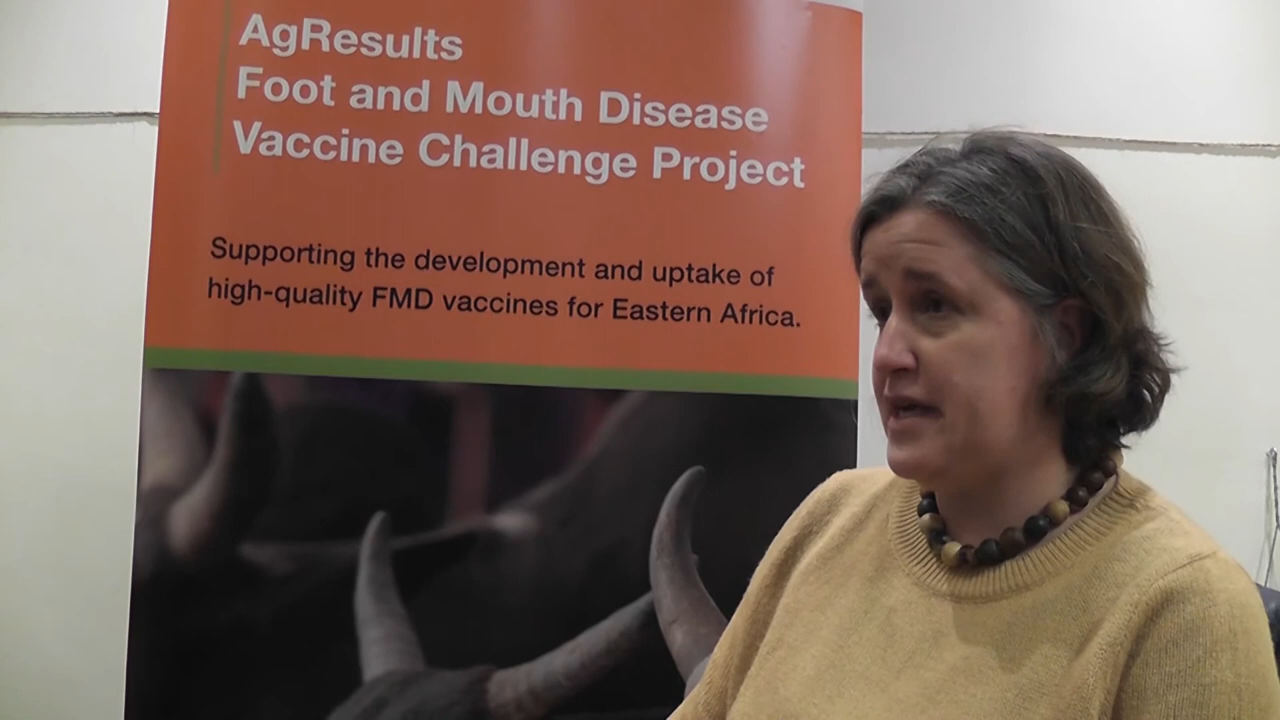 AgResults
Foot and Mouth Disease
Vaccine Challenge Project
Supporting the development and uptake of
high-quality FMD vaccines for Eastern Africa.